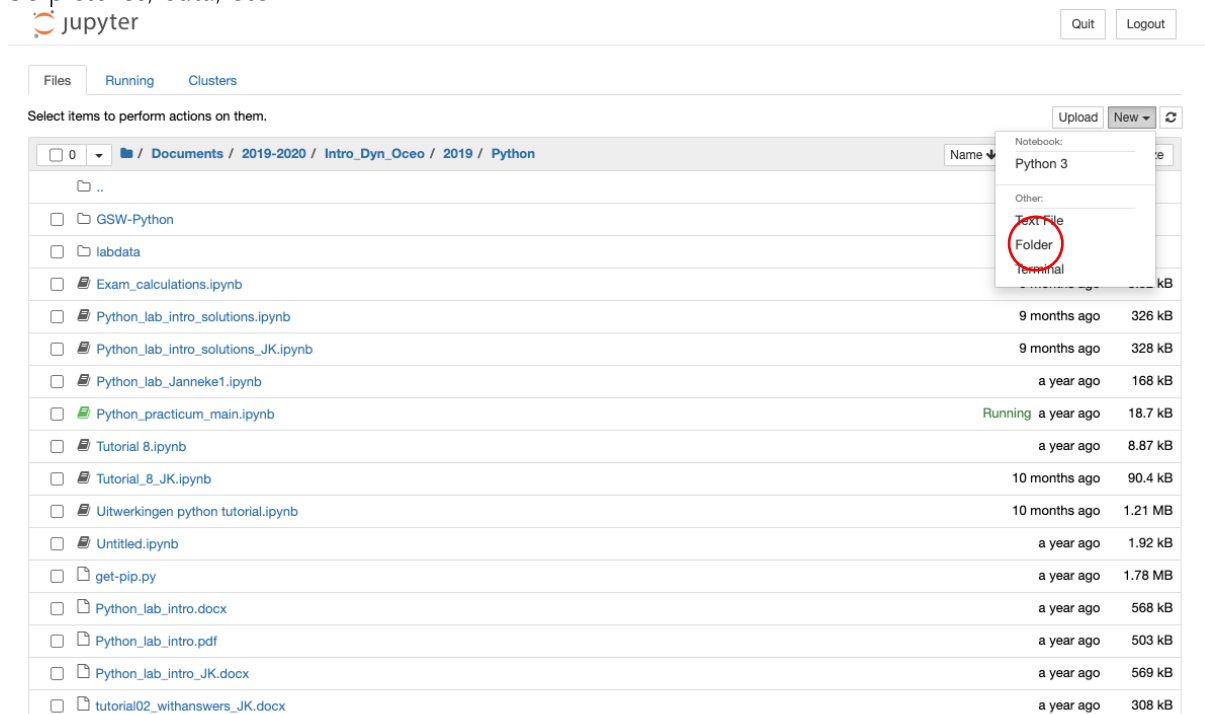 jupyter
Quit Logout
Files Running Clusters
Select items to perform actions on them.
Upload New
0 / Documents / 2019-2020 / Intro_Dyn_Oceo / 2019 / Python
Name
Notebook:
Python 3
Other:
Text File
Folder
Terminal
..
GSW-Python
labdata
Exam_calculations.ipynb kB
Python_lab_intro_solutions.ipynb 9 months ago 326 kB
Python_lab_intro_solutions_JK.ipynb 9 months ago 328 kB
Python_lab_Janneke1.ipynb a year ago 168 kB
Python_practicum_main.ipynb Running a year ago 18.7 kB
Tutorial 8.ipynb a year ago 8.87 kB
Tutorial_8_JK.ipynb 10 months ago 90.4 kB
Uitwerkingen python tutorial.ipynb 10 months ago 1.21 MB
Untitled.ipynb a year ago 1.92 kB
get-pip.py a year ago 1.78 MB
Python_lab_intro.docx a year ago 568 kB
Python_lab_intro.pdf a year ago 503 kB
Python_lab_intro_JK.docx a year ago 569 kB
tutorial02_withanswers_JK.docx a year ago 308 kB